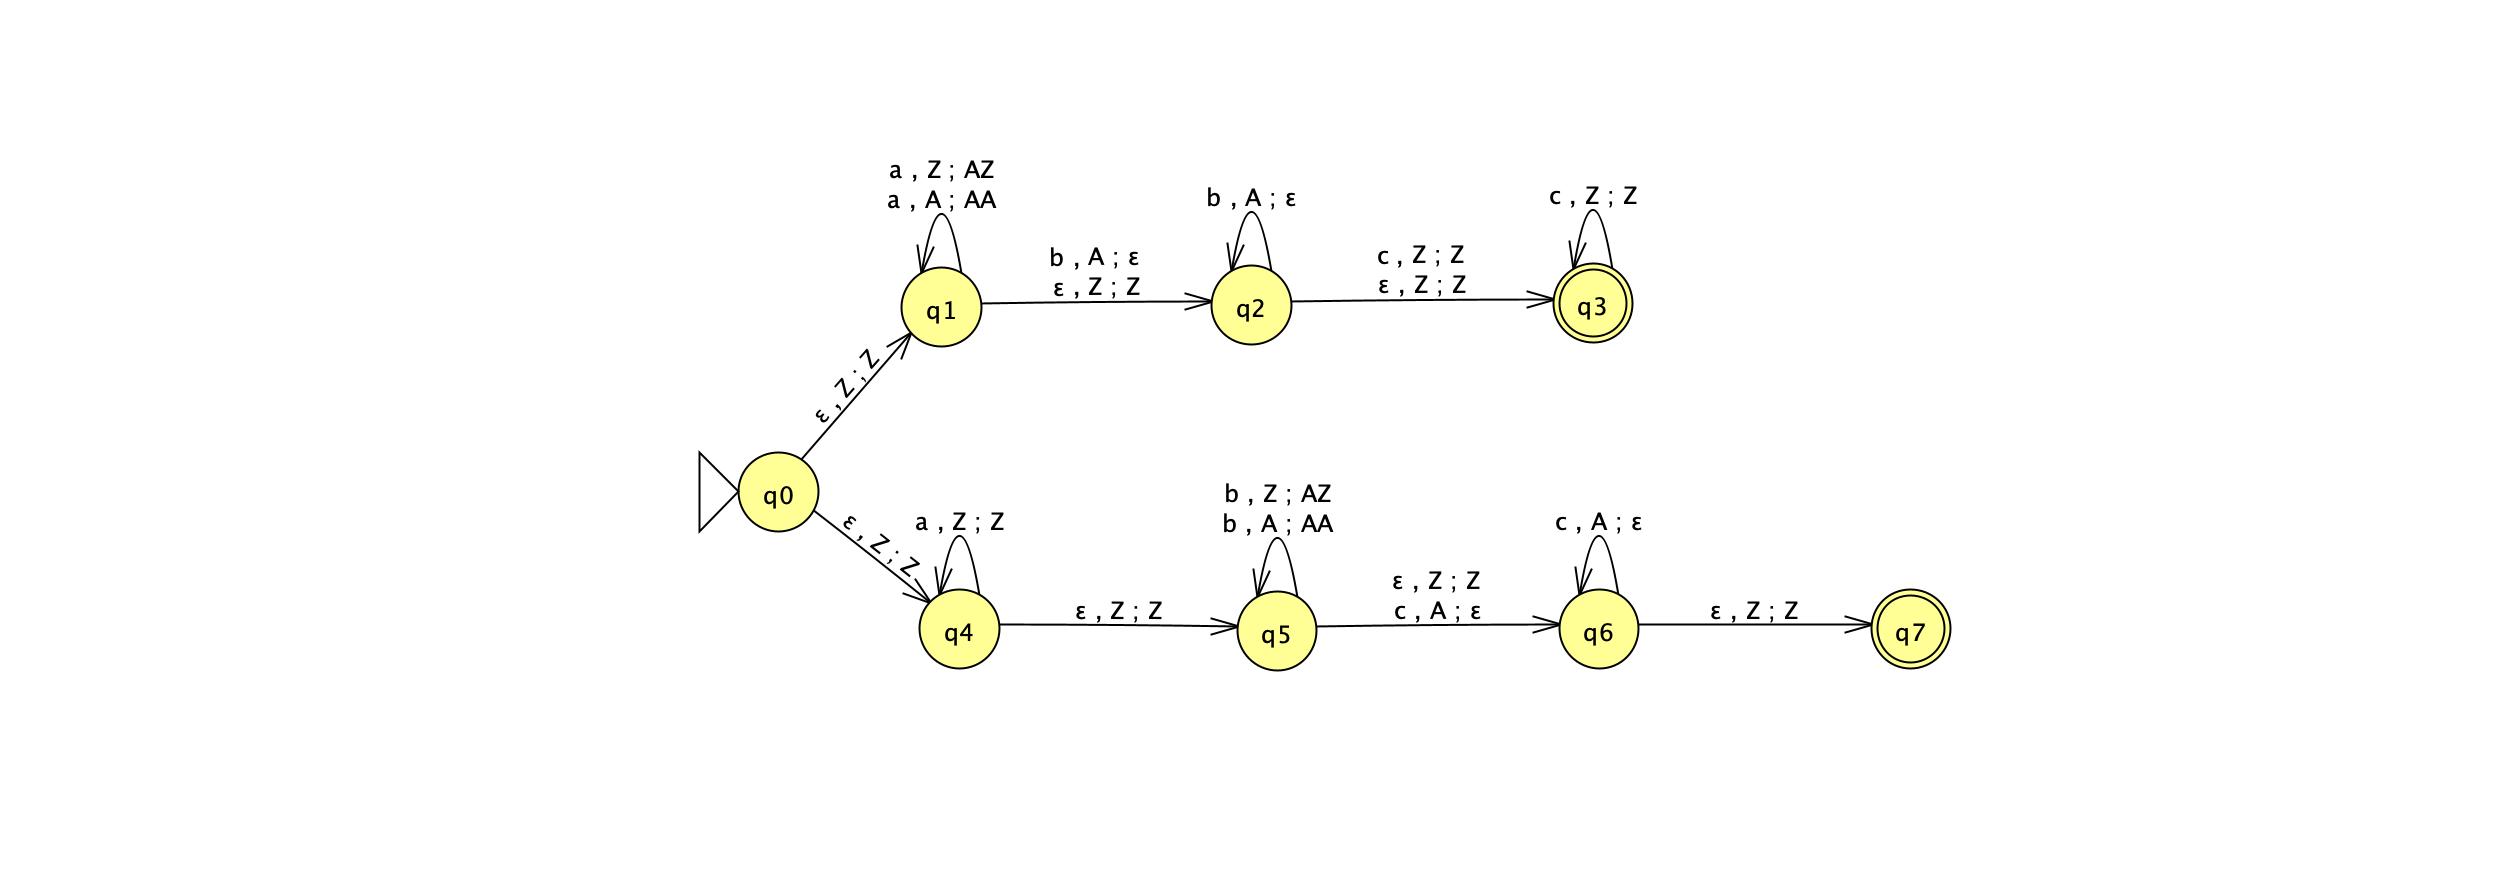 a , Z ; AZ
a , A ; AA
b , A ; ε
c , Z ; Z
b , A ; ε
ε , Z ; Z
c , Z ; Z
ε , Z ; Z
q1
q2
q3
ε , Z ; Z
q0
ε , Z ; Z
a , Z ; Z
b , Z ; AZ
b , A ; AA
c , A ; ε
ε , Z ; Z
ε , Z ; Z
c , A ; ε
ε , Z ; Z
q4
q5
q6
q7